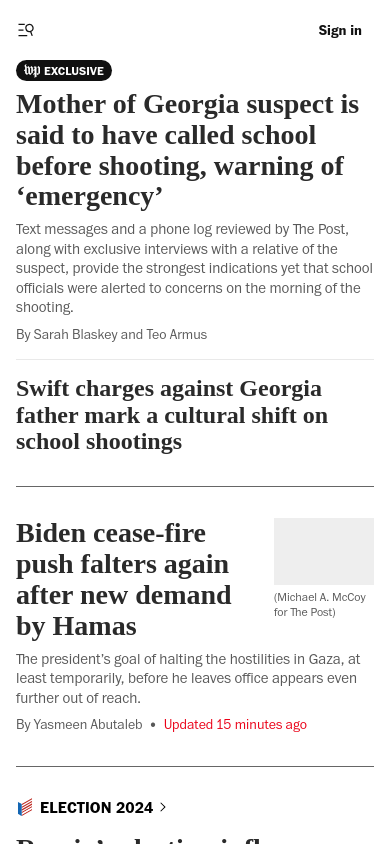 Sign in
wp EXCLUSIVE
Mother of Georgia suspect is
said to have called school
before shooting, warning of
‘emergency’
Text messages and a phone log reviewed by The Post,
along with exclusive interviews with a relative of the
suspect, provide the strongest indications yet that school
officials were alerted to concerns on the morning of the
shooting.
By Sarah Blaskey and Teo Armus
Swift charges against Georgia
father mark a cultural shift on
school shootings
Biden cease-fire
push falters again
after new demand
by Hamas
(Michael A. McCoy
for The Post)
The president’s goal of halting the hostilities in Gaza, at
least temporarily, before he leaves office appears even
further out of reach.
By Yasmeen Abutaleb • Updated 15 minutes ago
ELECTION 2024